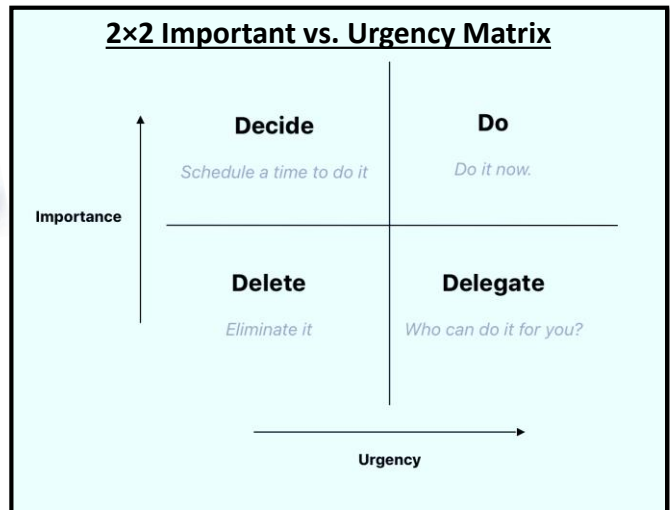 2×2 Important vs. Urgency Matrix
Decide
Do
Schedule a time to do it
Do it now.
Importance
Delete
Delegate
Eliminate it
Who can do it for you?
Urgency